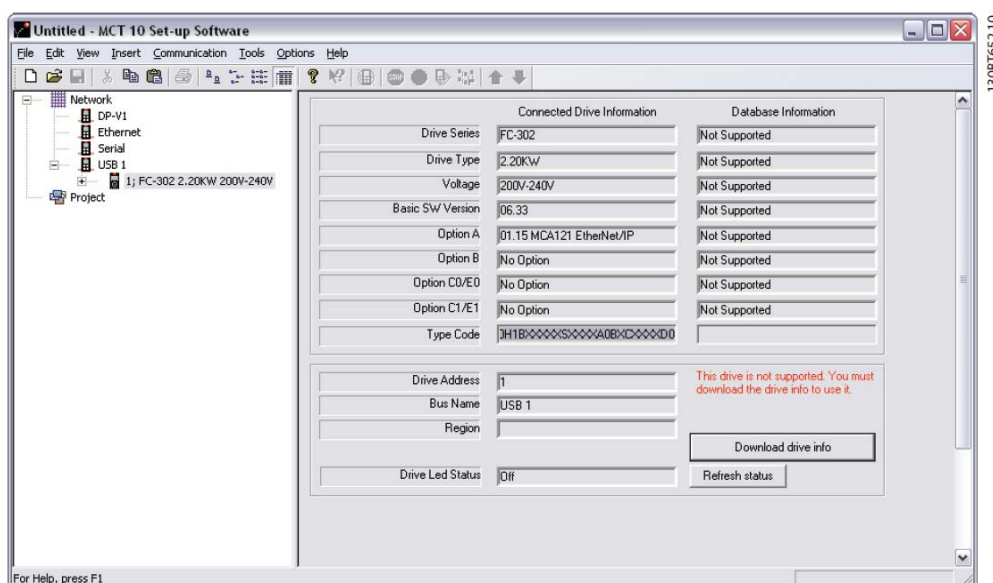 Untitled - MCT 10 Set-up Software
File Edit View Insert Communication Tools Options Help
STOP
Network
DP-V1
Ethernet
Serial
USB 1
1; FC-302 2.20KW 200V-240V
Project
Connected Drive Information Database Information
Drive Series FC-302 Not Supported
Drive Type 2.20KW Not Supported
Voltage 200V-240V Not Supported
Basic SW Version 06.33 Not Supported
Option A 01.15 MCA121 EtherNet/IP Not Supported
Option B No Option Not Supported
Option C0/E0 No Option Not Supported
Option C1/E1 No Option Not Supported
Type Code
Drive Address 1
Bus Name USB 1
Region
Drive Led Status Off
This drive is not supported. You must
download the drive info to use it.
Download drive info
Refresh status
For Help, press F1
130BT652.10